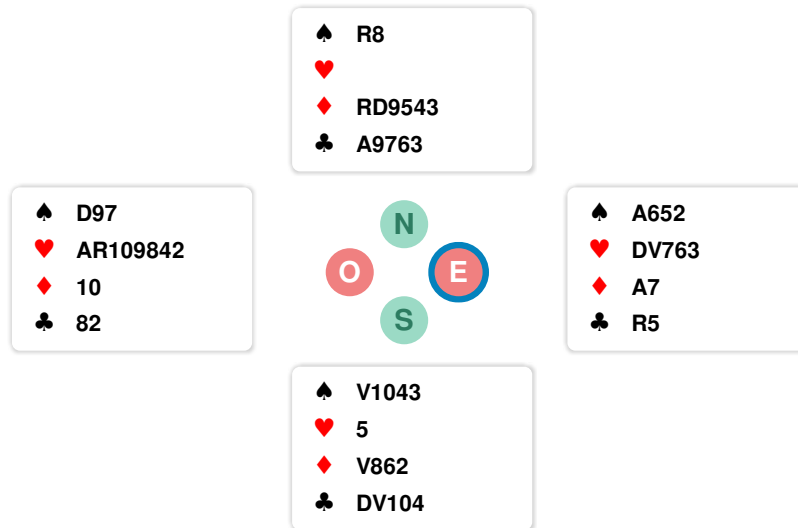 ♠ R8
♥
♦ RD9543
♣ A9763
♠ D97
♥ AR109842
♦ 10
♣ 82
N
O E
S
♠ A652
♥ DV763
♦ A7
♣ R5
♠ V1043
♥ 5
♦ V862
♣ DV104